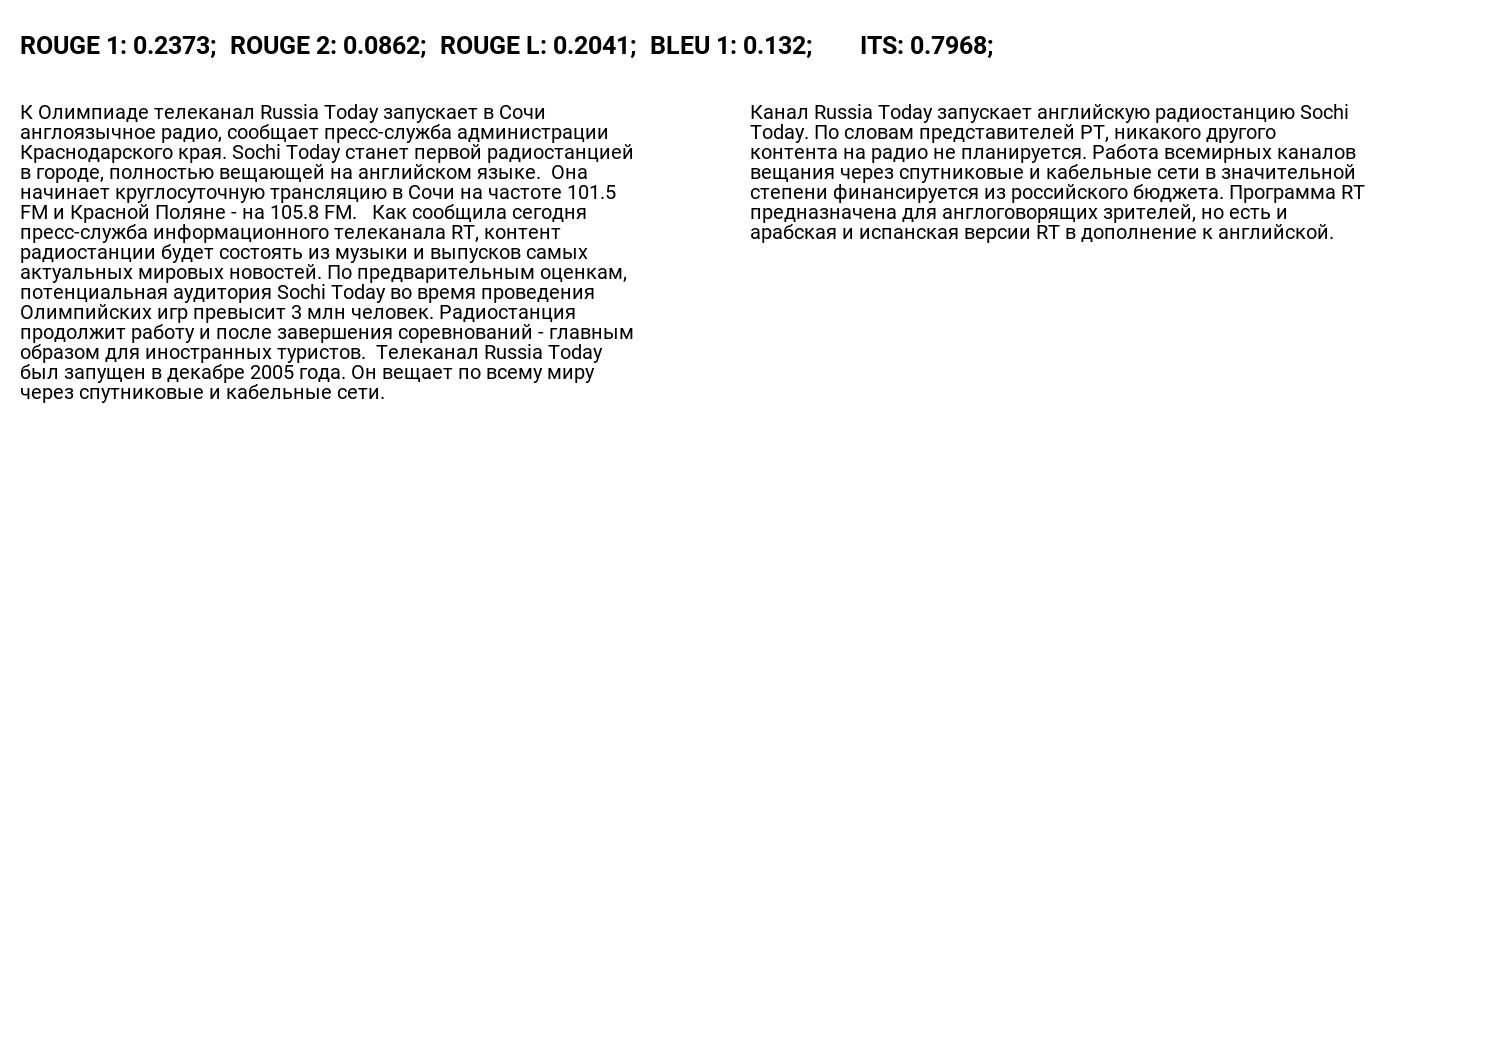 ROUGE 1: 0.2373; ROUGE 2: 0.0862; ROUGE L: 0.2041; BLEU 1: 0.132; ITS: 0.7968;
К Олимпиаде телеканал Russia Today запускает в Сочи
англоязычное радио, сообщает пресс-служба администрации
Краснодарского края. Sochi Today станет первой радиостанцией
в городе, полностью вещающей на английском языке. Она
начинает круглосуточную трансляцию в Сочи на частоте 101.5
FM и Красной Поляне - на 105.8 FM. Как сообщила сегодня
пресс-служба информационного телеканала RT, контент
радиостанции будет состоять из музыки и выпусков самых
актуальных мировых новостей. По предварительным оценкам,
потенциальная аудитория Sochi Today во время проведения
Олимпийских игр превысит 3 млн человек. Радиостанция
продолжит работу и после завершения соревнований - главным
образом для иностранных туристов. Телеканал Russia Today
был запущен в декабре 2005 года. Он вещает по всему миру
через спутниковые и кабельные сети.
Канал Russia Today запускает английскую радиостанцию Sochi
Today. По словам представителей РТ, никакого другого
контента на радио не планируется. Работа всемирных каналов
вещания через спутниковые и кабельные сети в значительной
степени финансируется из российского бюджета. Программа RT
предназначена для англоговорящих зрителей, но есть и
арабская и испанская версии RT в дополнение к английской.